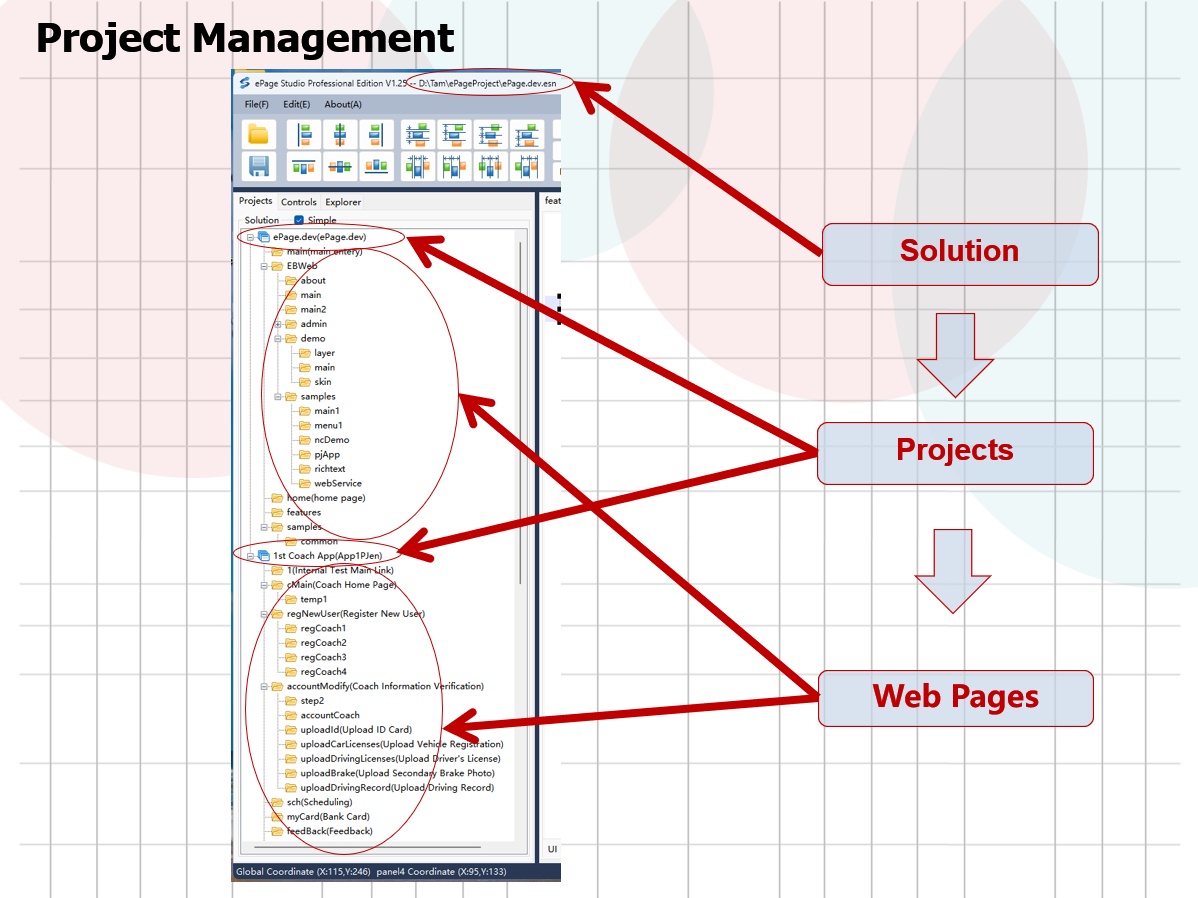 Project Management
ePage Studio Professional Edition V1.25 -- D:\Tam\ePageProject\ePage.dev.esn
File(F) Edit(E) About(A)
Projects Controls Explorer
feat
Solution Simple
ePage.dev(ePage.dev)
main(main entery)
EBWeb
about
main
main2
admin
demo
layer
main
skin
samples
main1
menu1
ncDemo
pjApp
richtext
webService
home(home page)
features
samples
common
1st Coach App(App1PJen)
1(Internal Test Main Link)
cMain(Coach Home Page)
temp1
regNewUser(Register New User)
regCoach1
regCoach2
regCoach3
regCoach4
accountModify(Coach Information Verification)
step2
accountCoach
uploadId(Upload ID Card)
uploadCarLicenses(Upload Vehicle Registration)
uploadDrivingLicenses(Upload Driver's License)
uploadBrake(Upload Secondary Brake Photo)
uploadDrivingRecord(Upload Driving Record)
sch(Scheduling)
myCard(Bank Card)
feedBack(Feedback)
UI
Global Coordinate (X:115,Y:246) panel4 Coordinate (X:95,Y:133)
Solution
Projects
Web Pages